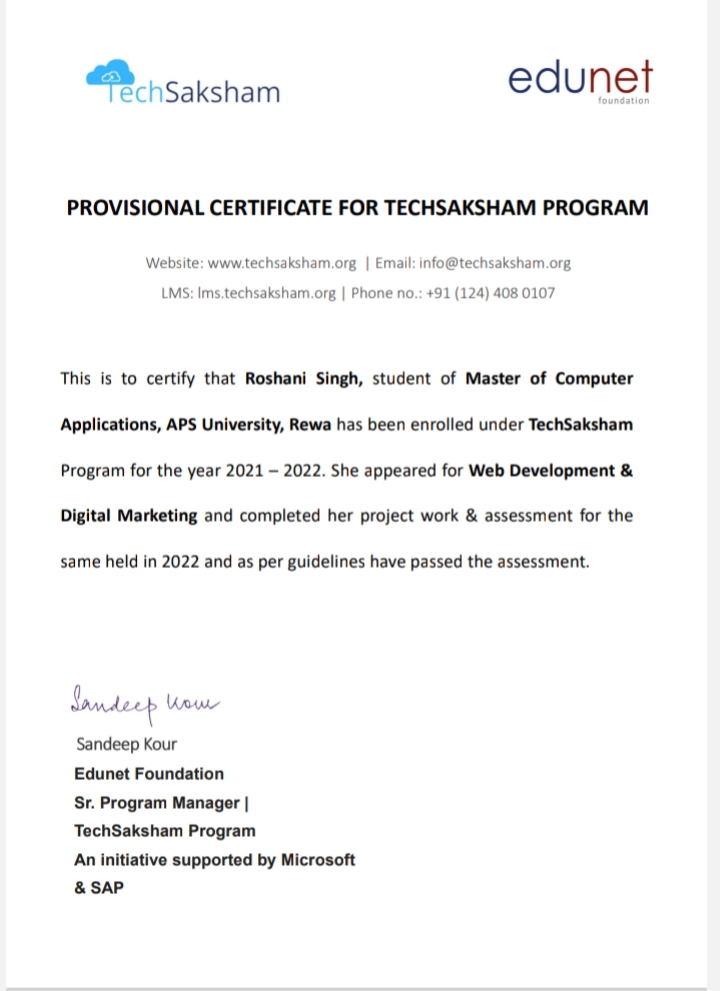 TechSaksham
edunet
foundation
PROVISIONAL CERTIFICATE FOR TECHSAKSHAM PROGRAM
Website: www.techsaksham.org | Email: info@techsaksham.org
LMS: lms.techsaksham.org | Phone no.: +91 (124) 408 0107
This is to certify that Roshani Singh, student of Master of Computer
Applications, APS University, Rewa has been enrolled under TechSaksham
Program for the year 2021 – 2022. She appeared for Web Development &
Digital Marketing and completed her project work & assessment for the
same held in 2022 and as per guidelines have passed the assessment.
Sandeep Kour
Sandeep Kour
Edunet Foundation
Sr. Program Manager |
TechSaksham Program
An initiative supported by Microsoft
& SAP